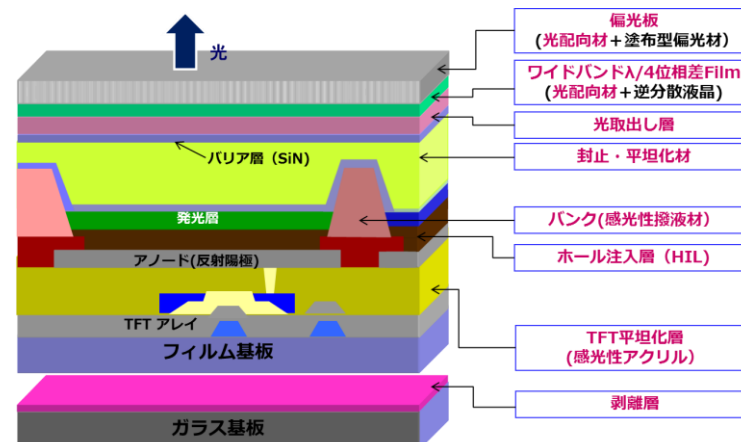 光
偏光板
(光配向材＋塗布型偏光材)
ワイドバンドλ/4位相差Film
(光配向材＋逆分散液晶)
光取出し層
バリア層（SiN）
封止・平坦化材
発光層
バンク(感光性撥液材)
ホール注入層（HIL)
アノード(反射陽極)
TFT アレイ
TFT平坦化層
(感光性アクリル）
フィルム基板
剥離層
ガラス基板